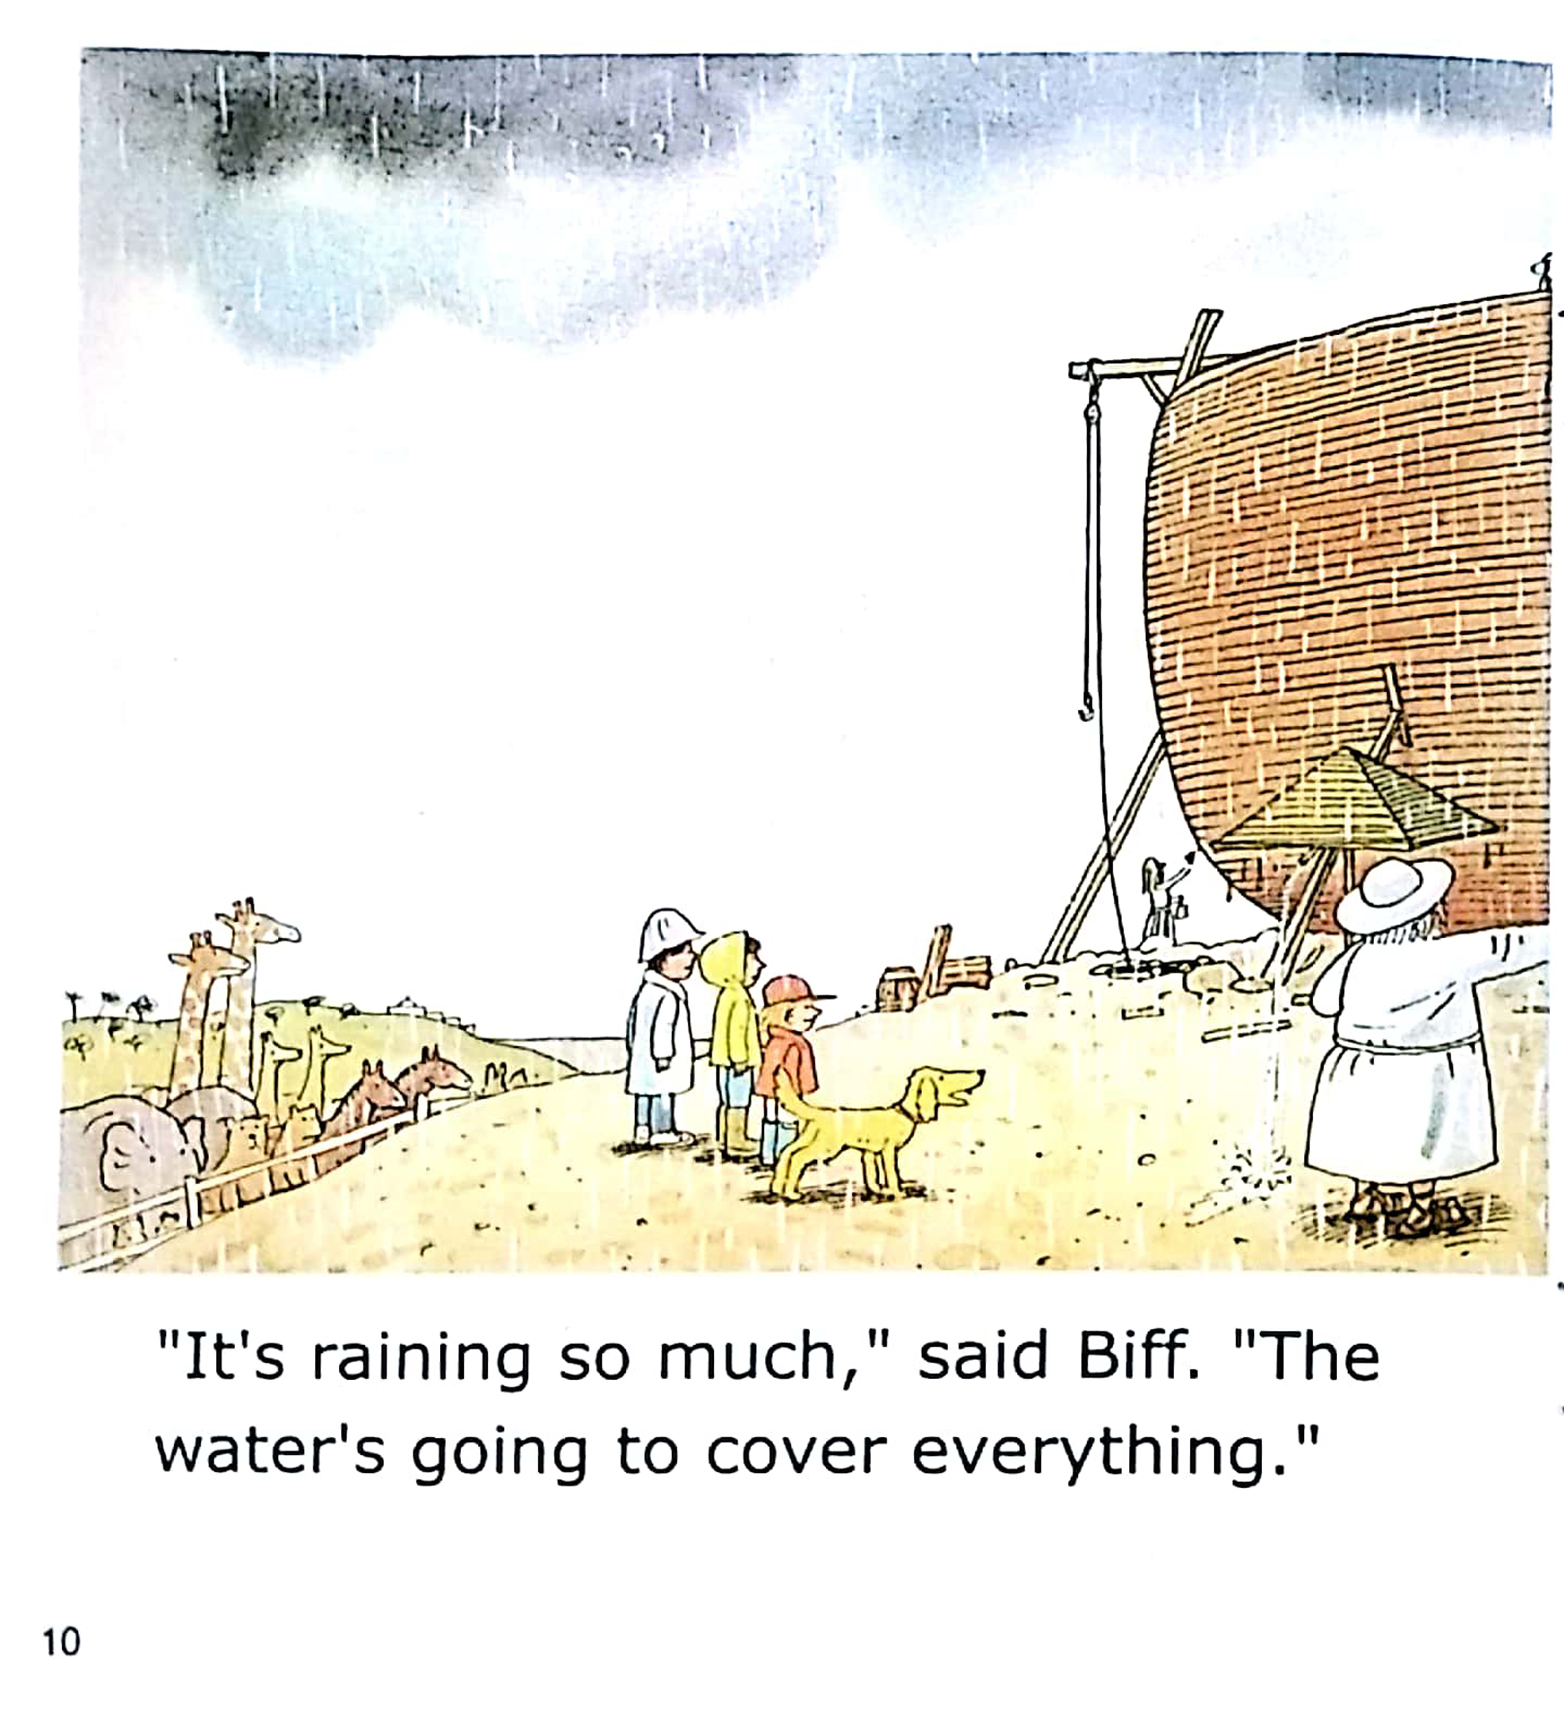 "It's raining so much," said Biff. "The
water's going to cover everything."
10